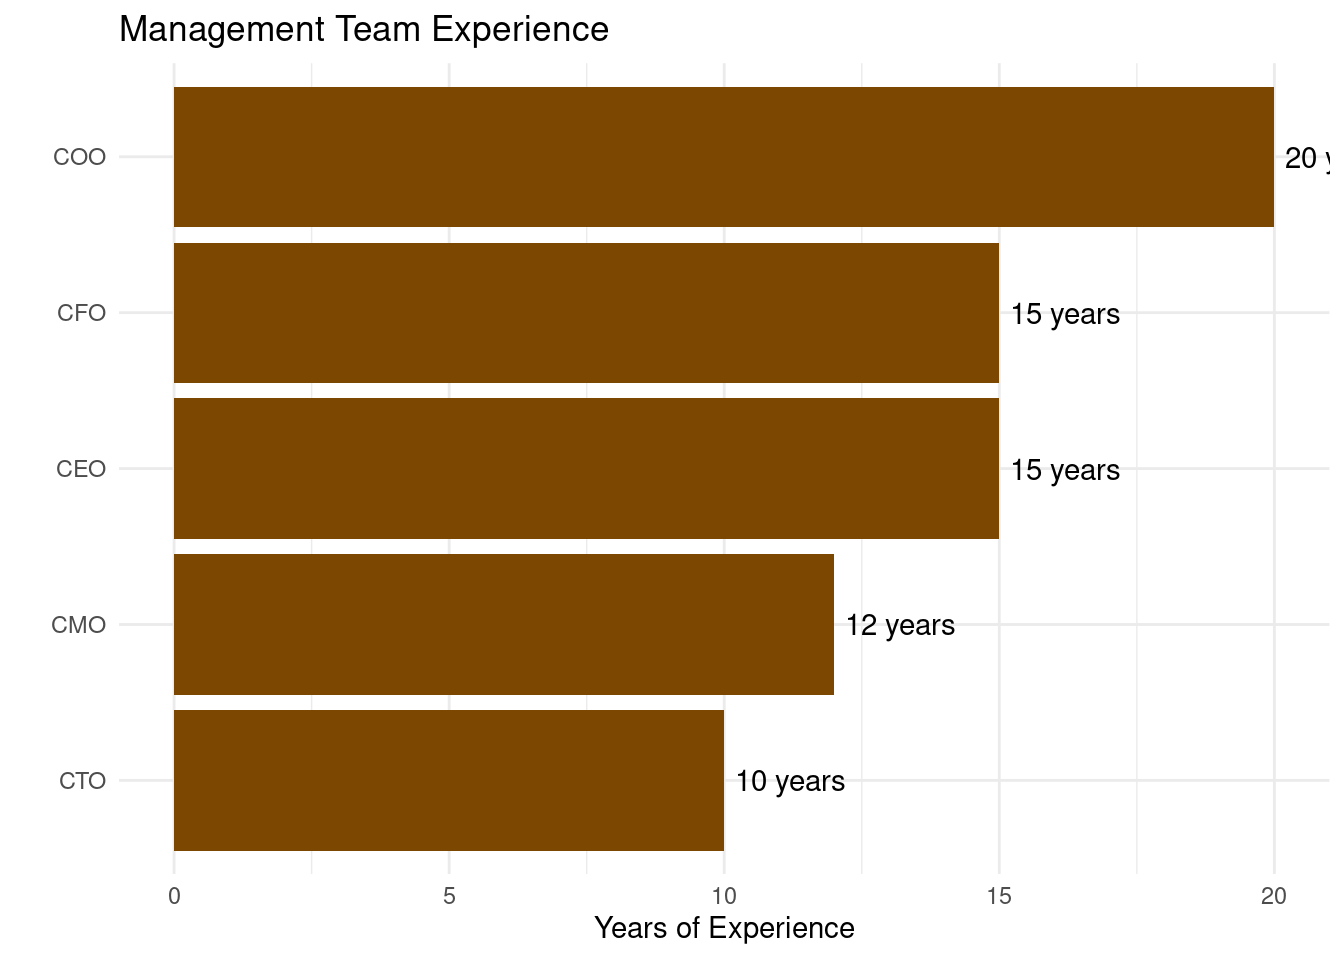 Management Team Experience
COO
20 y
CFO
15 years
CEO
15 years
CMO
12 years
CTO
10 years
0 5 10 15 20
Years of Experience